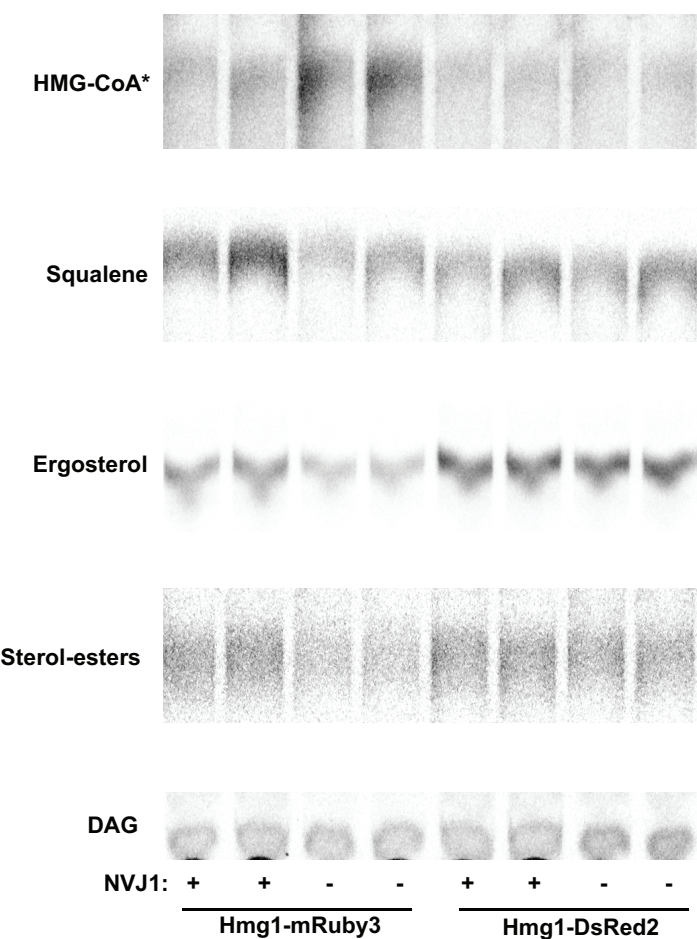 HMG-CoA*
Squalene
Ergosterol
Sterol-esters
DAG
NVJ1: + + - - + + - -
Hmg1-mRuby3 Hmg1-DsRed2